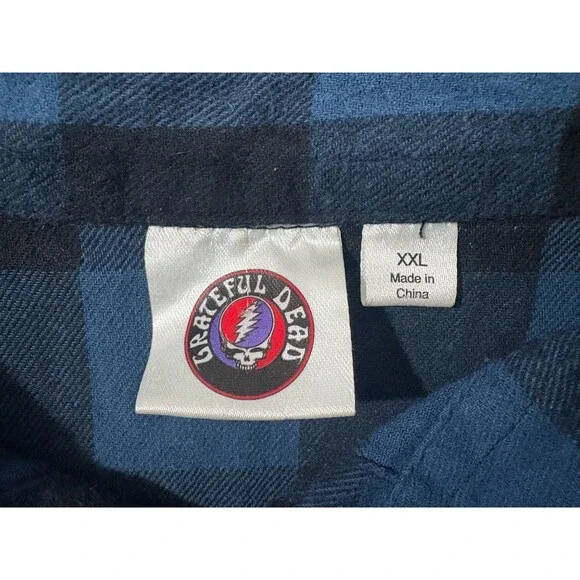 GRATEFUL DEAD
XXL
Made in
China